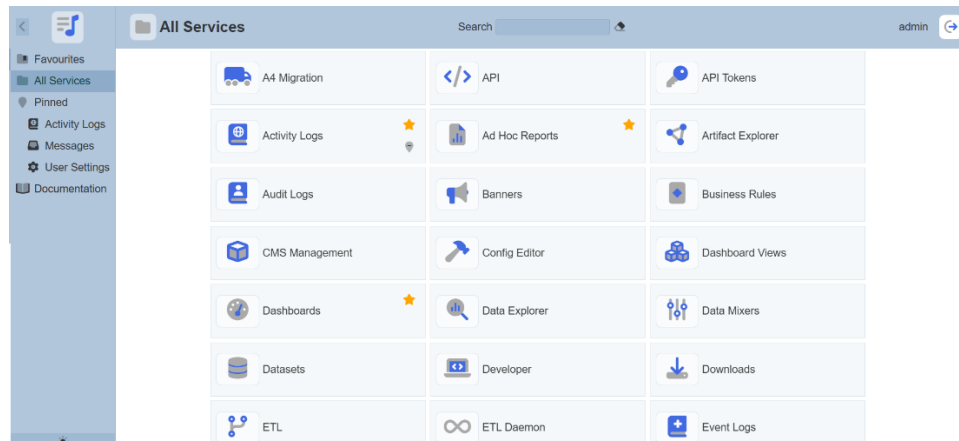 All Services
Search
admin
Favourites
All Services
Pinned
Activity Logs
Messages
User Settings
Documentation
A4 Migration
API
API Tokens
Activity Logs
Ad Hoc Reports
Artifact Explorer
Audit Logs
Banners
Business Rules
CMS Management
Config Editor
Dashboard Views
Dashboards
Data Explorer
Data Mixers
Datasets
Developer
Downloads
ETL
ETL Daemon
Event Logs